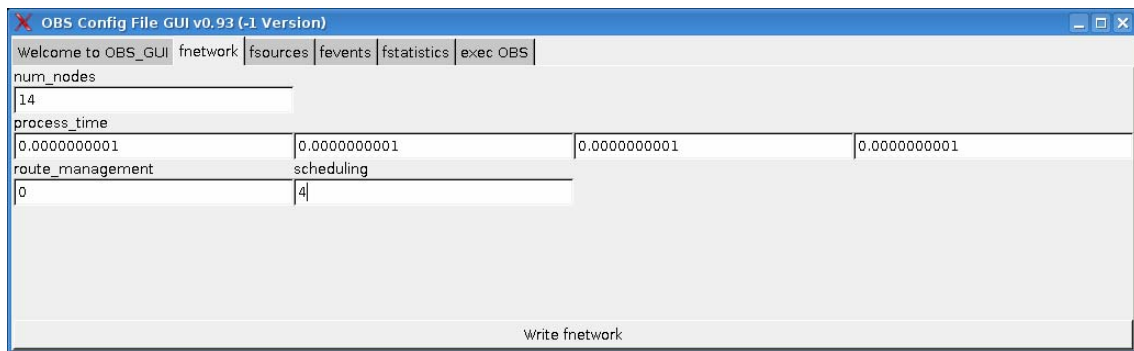 OBS Config File GUI v0.93 (-1 Version)
Welcome to OBS_GUI fnetwork fsources fevents fstatistics exec OBS
num_nodes
14
process_time
0.0000000001 0.0000000001 0.0000000001 0.0000000001
route_management scheduling
0 4
Write fnetwork